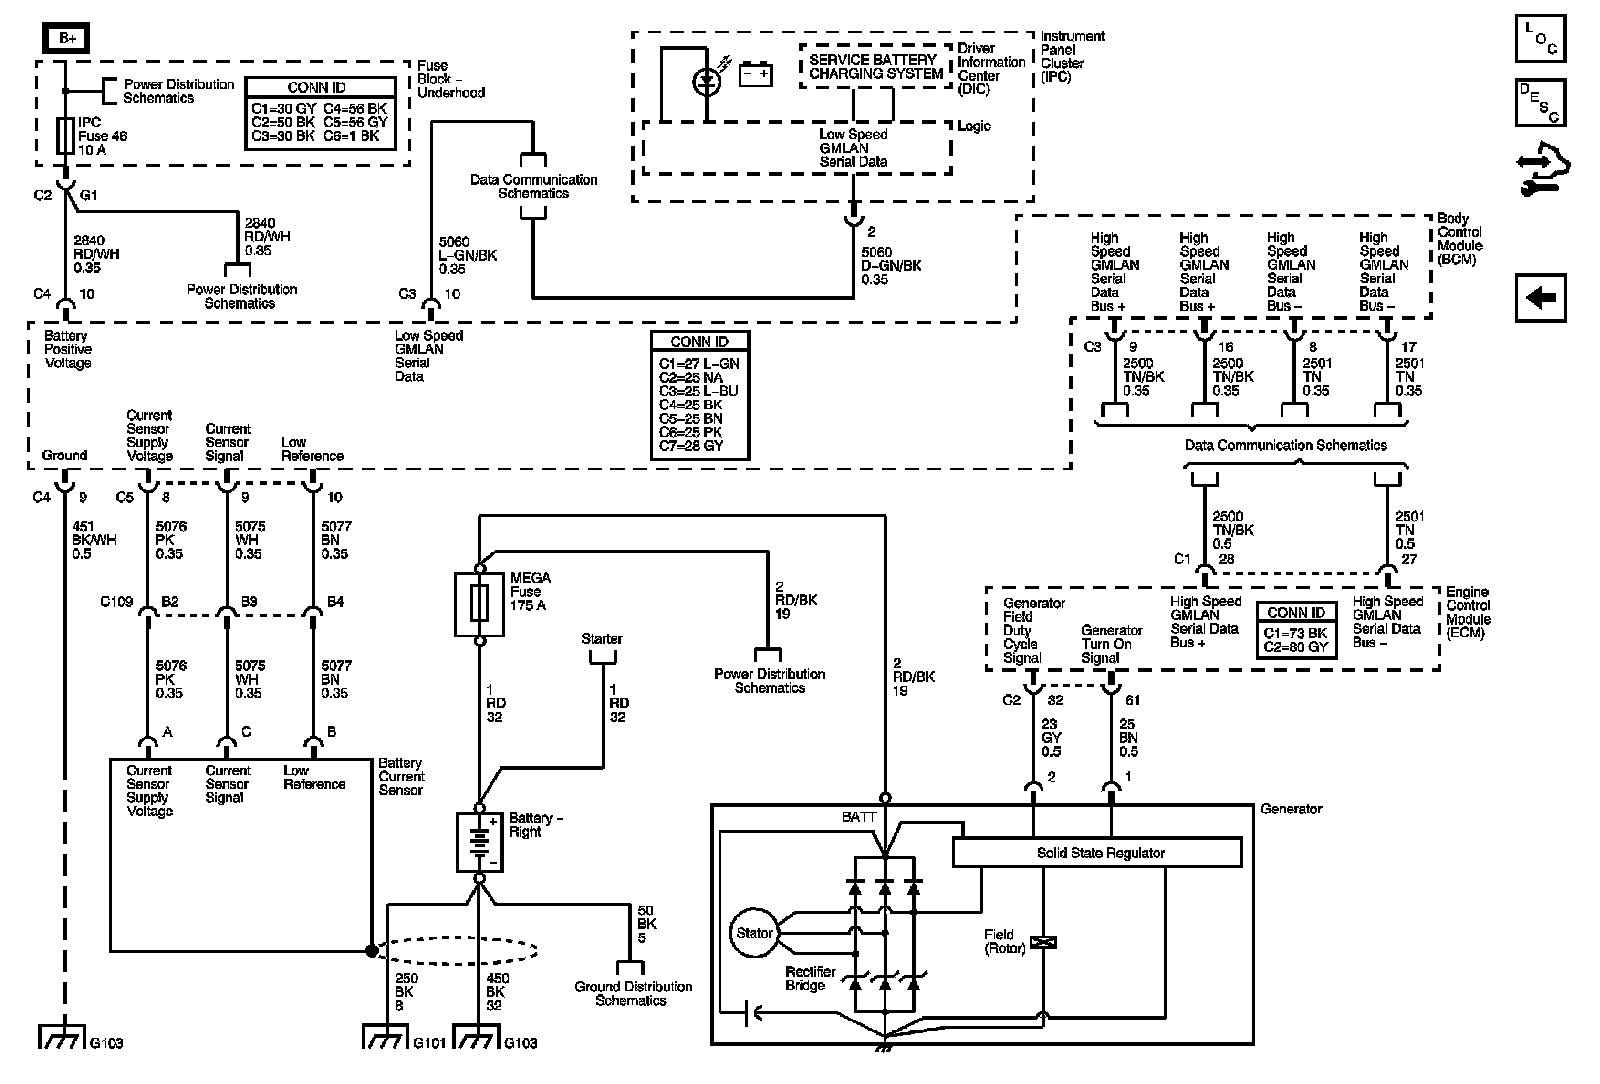 B+
Fuse
Block –
Underhood
Power Distribution
Schematics
CONN ID
C1=30 GY C4=56 BK
C2=50 BK C5=56 GY
C3=30 BK C6=1 BK
IPC
Fuse 46
10 A
C2
G1
2840
RD/WH
0.35
2840
RD/WH
0.35
Power Distribution
Schematics
C4
10
5060
L–GN/BK
0.35
C3
10
Data Communication
Schematics
SERVICE BATTERY
CHARGING SYSTEM
Driver
Information
Center
(DIC)
Instrument
Panel
Cluster
(IPC)
Logic
Low Speed
GMLAN
Serial Data
2
5060
D–GN/BK
0.35
L
O
C
D
E
S
C
Body
Control
Module
(BCM)
High
Speed
GMLAN
Serial
Data
Bus +
High
Speed
GMLAN
Serial
Data
Bus +
High
Speed
GMLAN
Serial
Data
Bus –
High
Speed
GMLAN
Serial
Data
Bus –
C3
9
16
8
17
2500
TN/BK
0.35
2500
TN/BK
0.35
2501
TN
0.35
2501
TN
0.35
Data Communication Schematics
Battery
Positive
Voltage
Low Speed
GMLAN
Serial
Data
CONN ID
C1=27 L–GN
C2=25 NA
C3=25 L–BU
C4=25 BK
C5=25 BN
C6=25 PK
C7=28 GY
Ground
Current
Sensor
Supply
Voltage
Current
Sensor
Signal
Low
Reference
C4
9
C5
8
9
10
451
BK/WH
0.5
5076
PK
0.35
5075
WH
0.35
5077
BN
0.35
C109
B2
B3
B4
5076
PK
0.35
5075
WH
0.35
5077
BN
0.35
A
C
B
Current
Sensor
Supply
Voltage
Current
Sensor
Signal
Low
Reference
Battery
Current
Sensor
MEGA
Fuse
175 A
Starter
1
RD
32
1
RD
32
2
RD/BK
19
Power Distribution
Schematics
2
RD/BK
19
+
–
Battery –
Right
50
BK
5
Ground Distribution
Schematics
250
BK
8
450
BK
32
G103
G101
G103
2500
TN/BK
0.5
2501
TN
0.5
C1
28
27
Engine
Control
Module
(ECM)
Generator
Field
Duty
Cycle
Signal
Generator
Turn On
Signal
High Speed
GMLAN
Serial Data
Bus +
CONN ID
C1=73 BK
C2=80 GY
High Speed
GMLAN
Serial Data
Bus –
C2
32
61
23
GY
0.5
25
BN
0.5
2
1
Generator
BATT
Solid State Regulator
Stator
Rectifier
Bridge
Field
(Rotor)